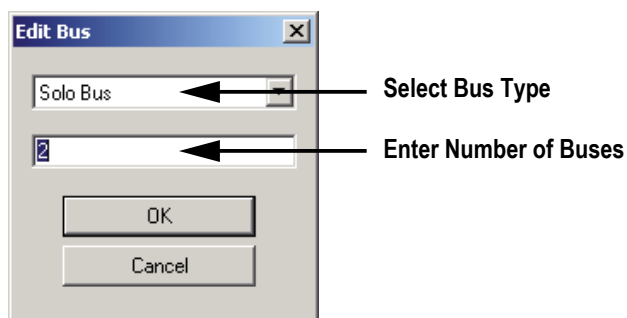 Edit Bus
Solo Bus
Select Bus Type
2
Enter Number of Buses
OK
Cancel